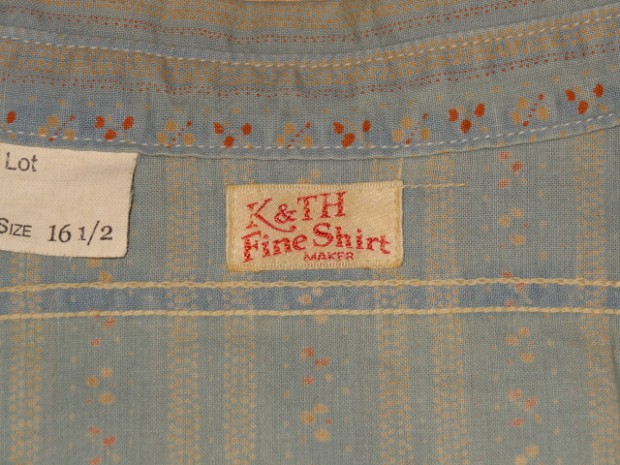 Lot
Size 16 1/2
K & TH
Fine Shirt
MAKER